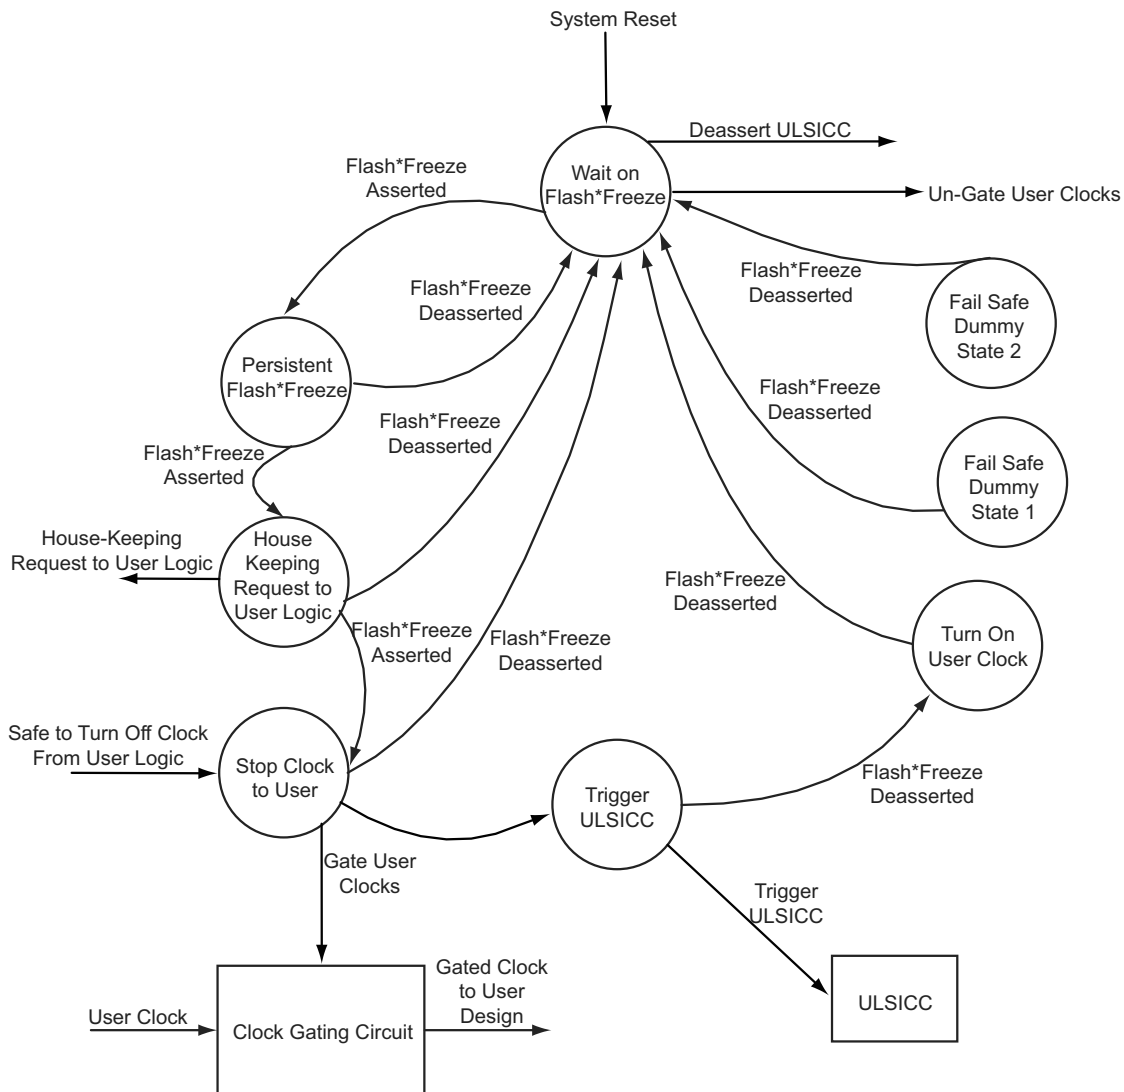 System Reset
Deassert ULSICC
Wait on
Flash*Freeze
Un-Gate User Clocks
Flash*Freeze
Asserted
Flash*Freeze
Deasserted
Flash*Freeze
Deasserted
Fail Safe
Dummy
State 2
Persistent
Flash*Freeze
Flash*Freeze
Deasserted
Flash*Freeze
Deasserted
Flash*Freeze
Asserted
Fail Safe
Dummy
State 1
House-Keeping
Request to User Logic
House
Keeping
Request to
User Logic
Flash*Freeze
Deasserted
Flash*Freeze
Asserted
Flash*Freeze
Deasserted
Turn On
User Clock
Safe to Turn Off Clock
From User Logic
Stop Clock
to User
Trigger
ULSICC
Flash*Freeze
Deasserted
Gate User
Clocks
Trigger
ULSICC
User Clock
Clock Gating Circuit
Gated Clock
to User
Design
ULSICC